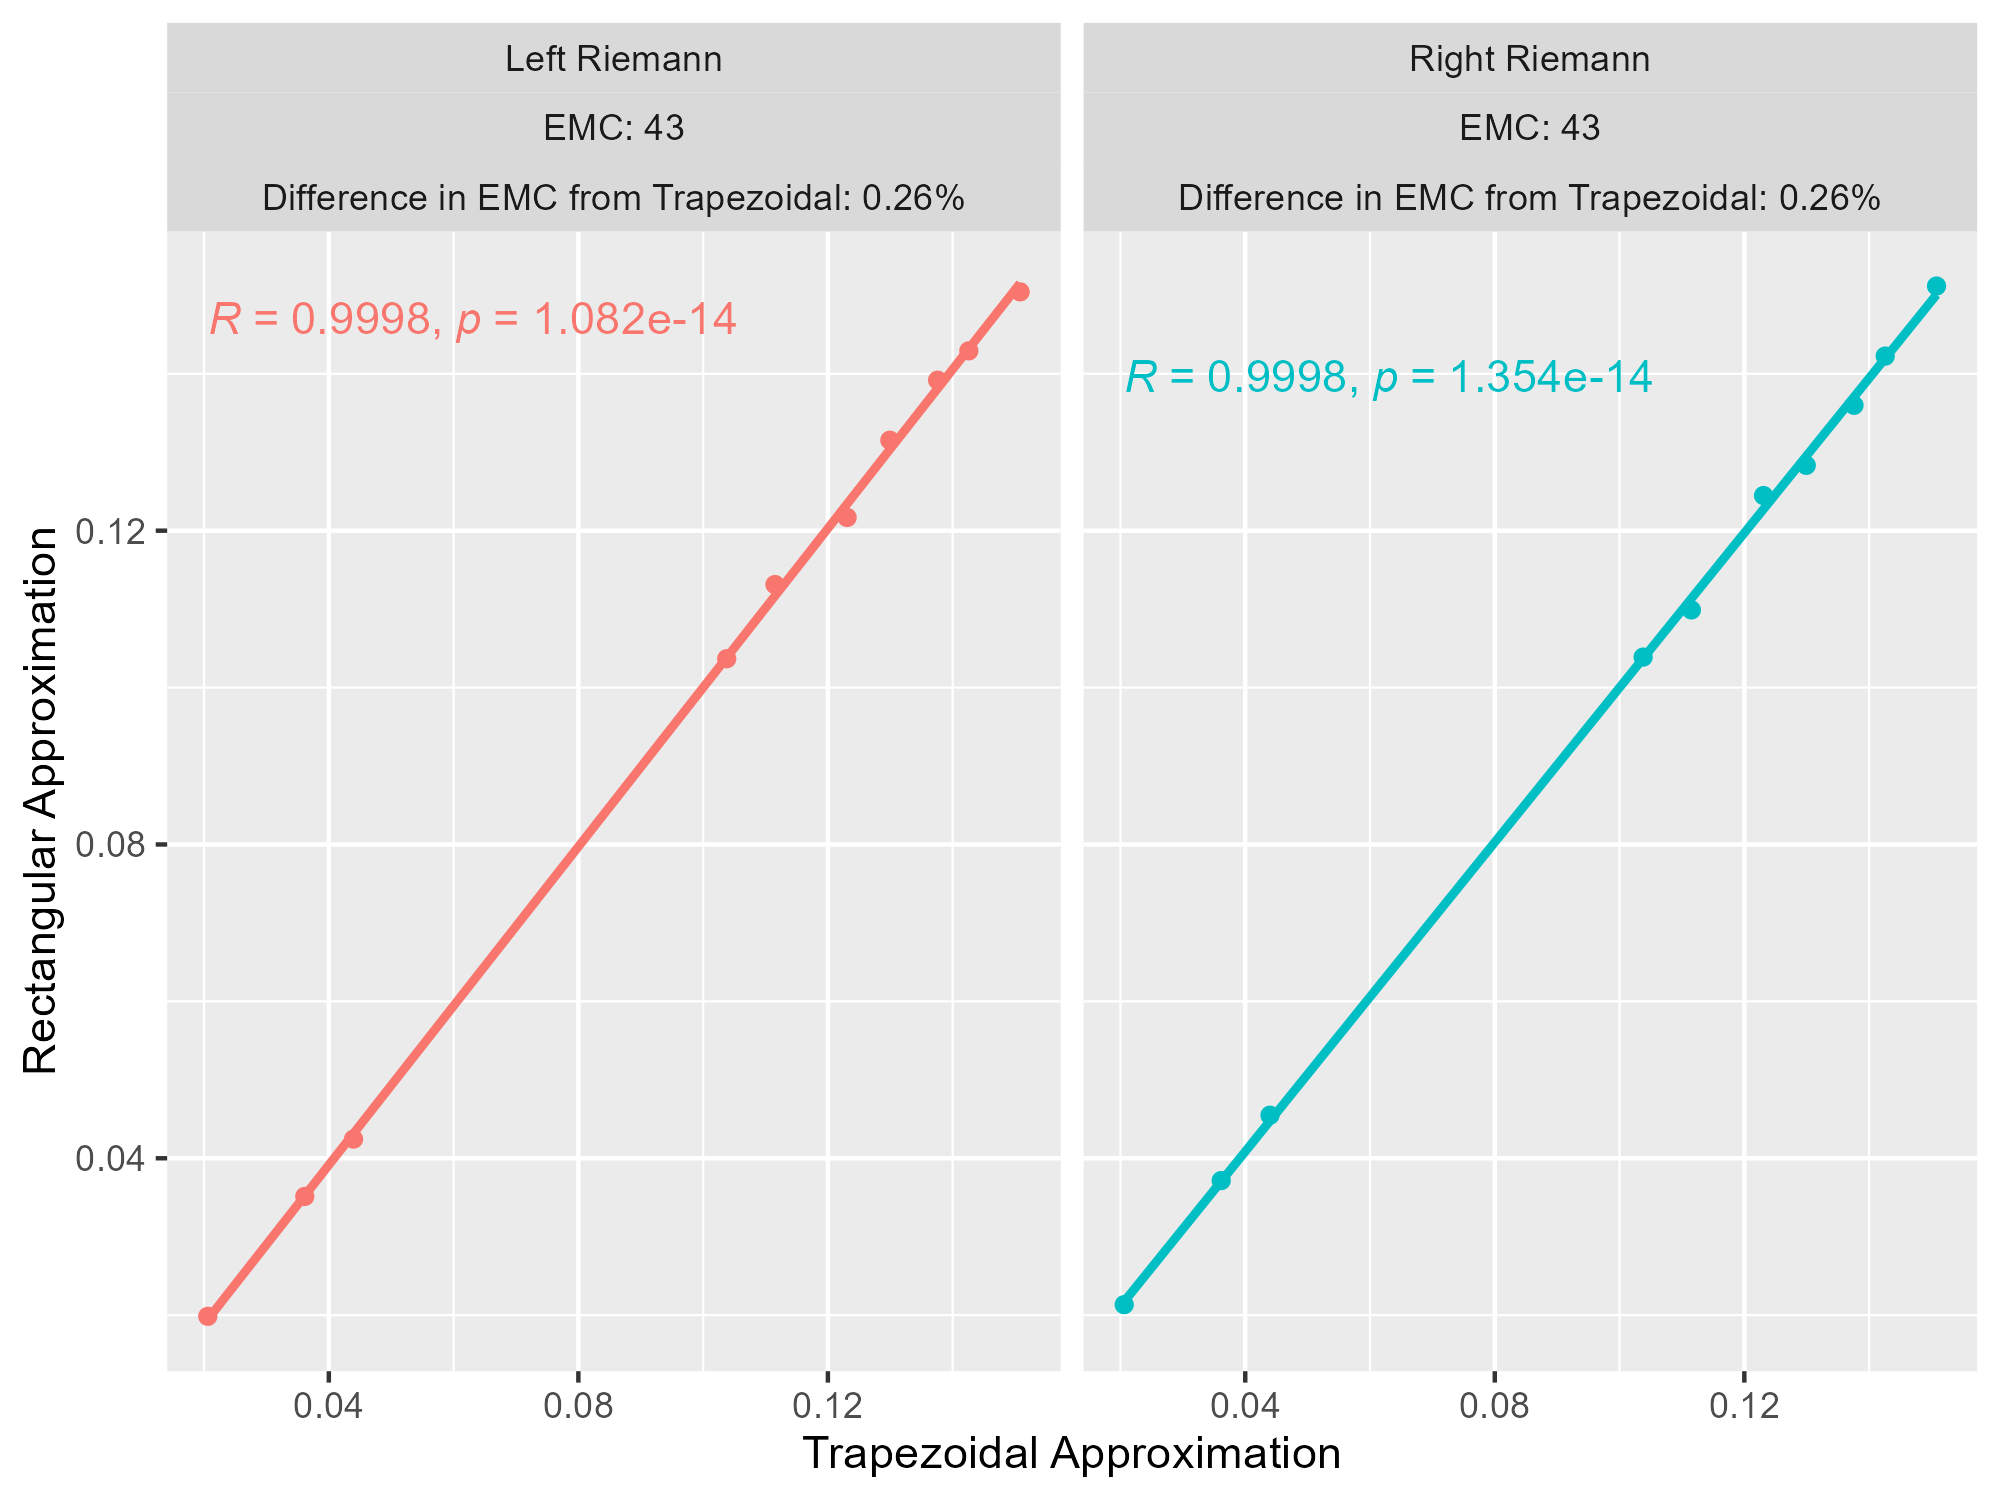 Left Riemann
EMC: 43
Difference in EMC from Trapezoidal: 0.26%
R = 0.9998, p = 1.082e-14
Right Riemann
EMC: 43
Difference in EMC from Trapezoidal: 0.26%
R = 0.9998, p = 1.354e-14
Rectangular Approximation
0.12
0.08
0.04
0.04 0.08 0.12
0.04 0.08 0.12
Trapezoidal Approximation